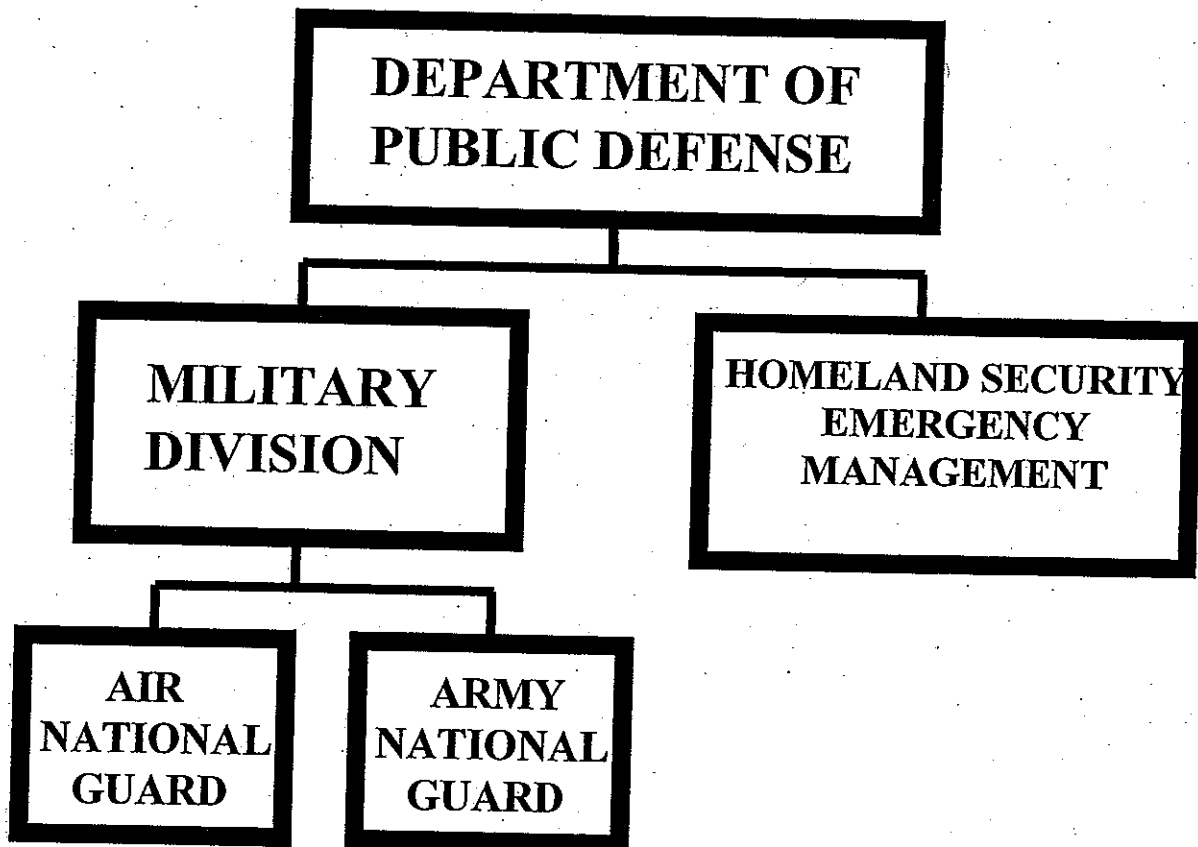 DEPARTMENT OF
PUBLIC DEFENSE
MILITARY
DIVISION
HOMELAND SECURITY
EMERGENCY
MANAGEMENT
AIR
NATIONAL
GUARD
ARMY
NATIONAL
GUARD